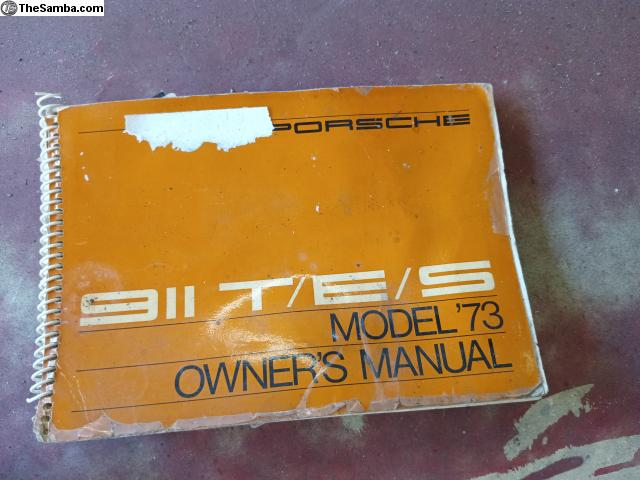 TheSamba.com
PORSCHE
911 T/E/S
MODEL '73
OWNER'S MANUAL